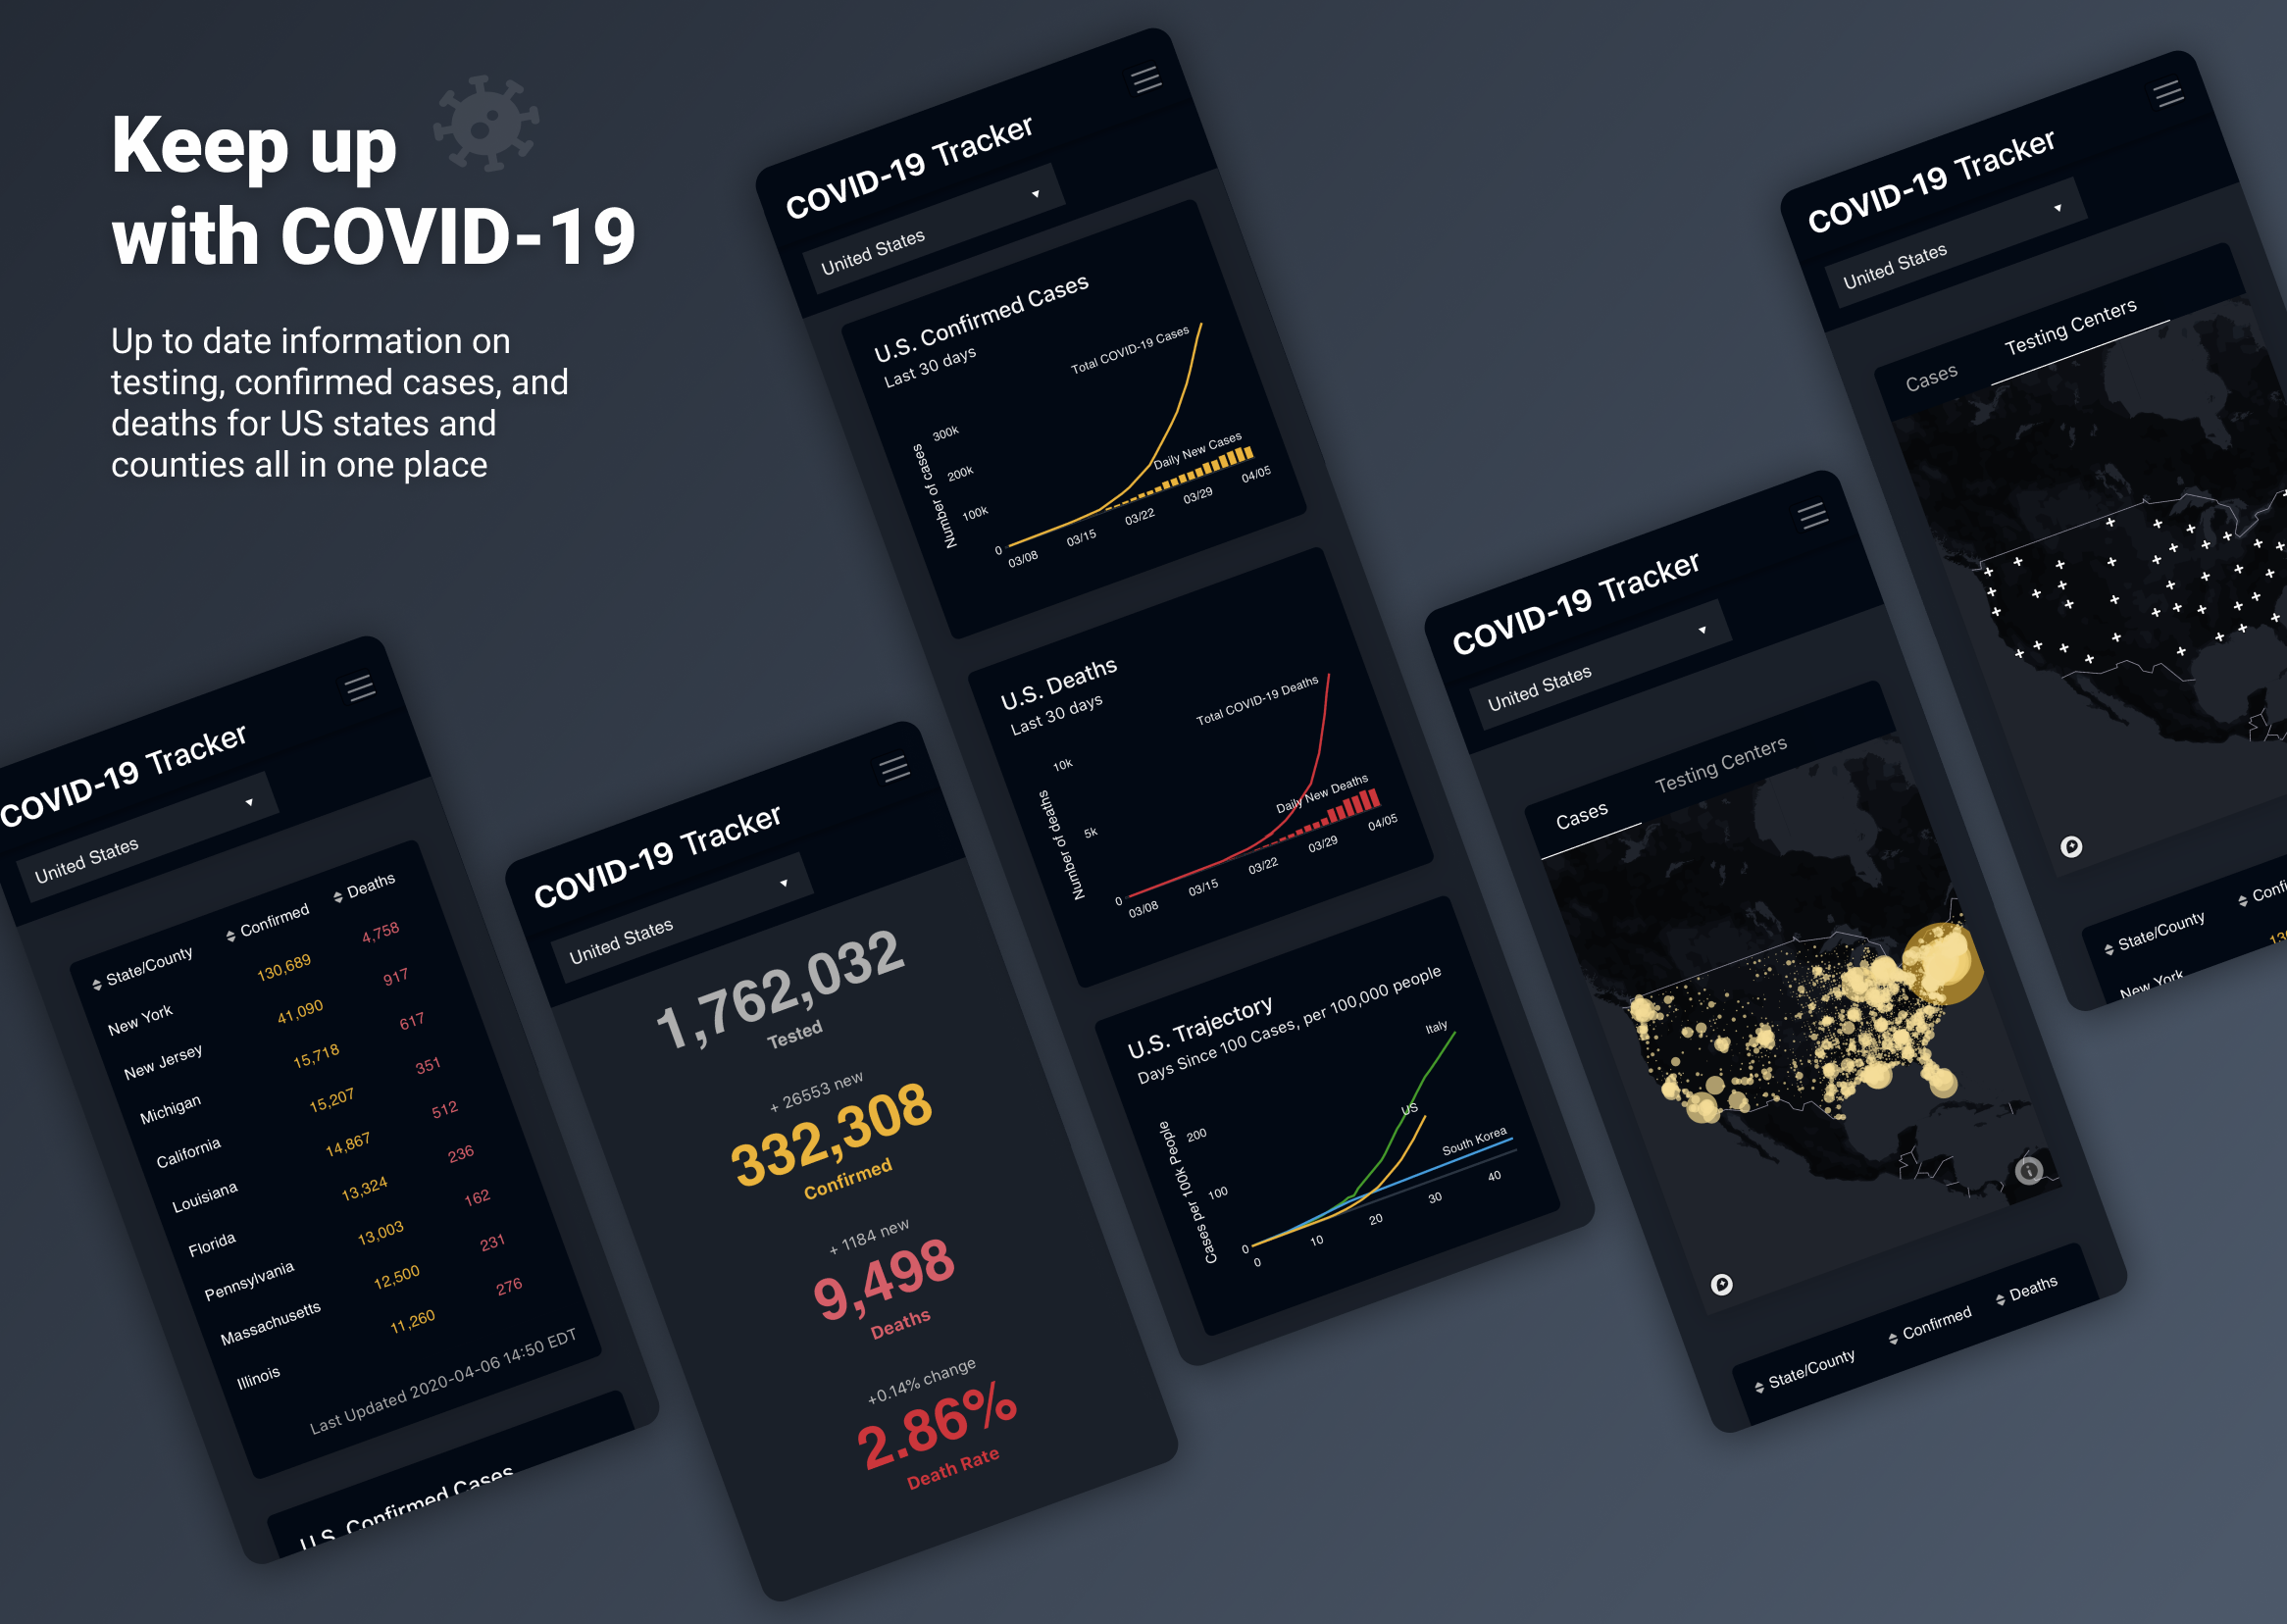 Keep up
with COVID-19
Up to date information on
testing, confirmed cases, and
deaths for US states and
counties all in one place
COVID-19 Tracker
United States
State/County Confirmed Deaths
New York 130,689 4,758
New Jersey 41,090 917
Michigan 15,718 617
California 15,207 351
Louisiana 14,867 512
Florida 13,324 236
Pennsylvania 13,003 162
Massachusetts 12,500 231
Illinois 11,260 276
Last Updated 2020-04-06 14:50 EDT
U.S. Confirmed Cases
COVID-19 Tracker
United States
1,762,032
Tested
+ 26553 new
332,308
Confirmed
+ 1184 new
9,498
Deaths
+0.14% change
2.86%
Death Rate
COVID-19 Tracker
United States
U.S. Confirmed Cases
Last 30 days
Total COVID-19 Cases
Daily New Cases
Number of cases
300k
200k
100k
0
03/08 03/15 03/22 03/29 04/05
U.S. Deaths
Last 30 days
Total COVID-19 Deaths
Daily New Deaths
Number of deaths
10k
5k
0
03/08 03/15 03/22 03/29 04/05
U.S. Trajectory
Days Since 100 Cases, per 100,000 people
Italy
US
South Korea
Cases per 100k People
200
100
0
0 10 20 30 40
COVID-19 Tracker
United States
Cases Testing Centers
State/County Confirmed Deaths
COVID-19 Tracker
United States
Cases Testing Centers
State/County Confi
New York 130